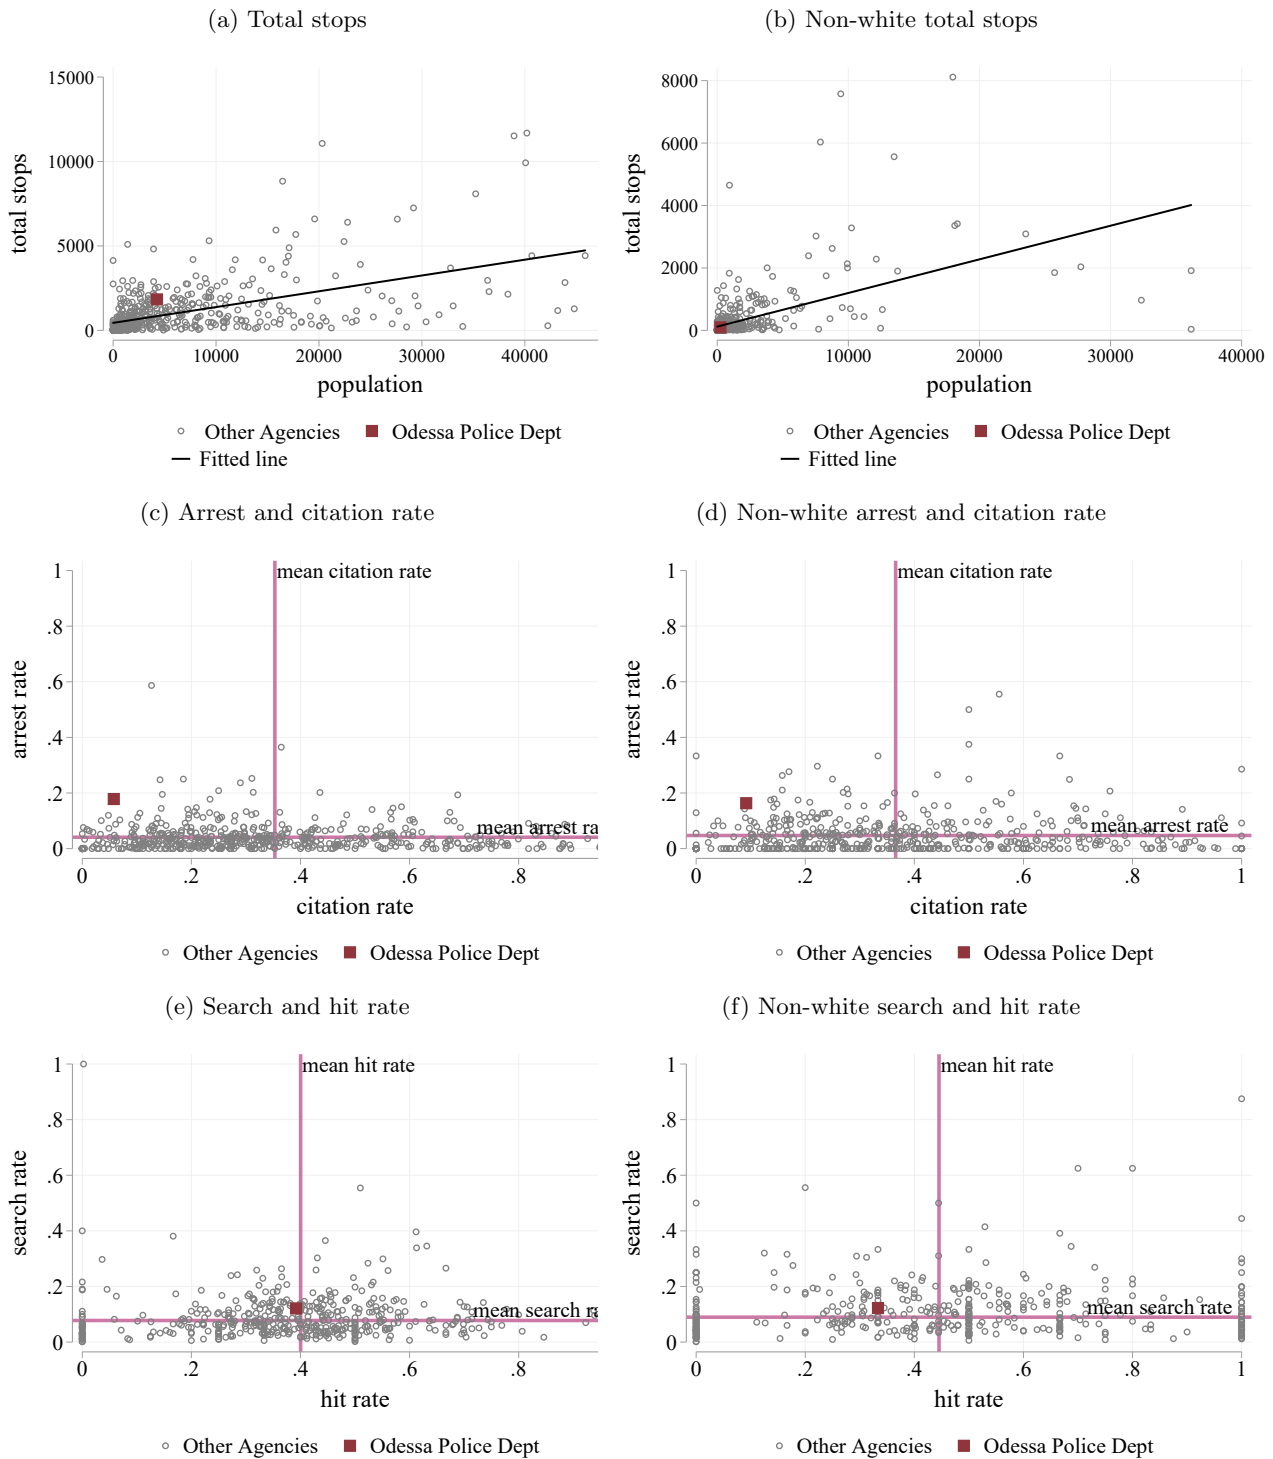 (a) Total stops
(b) Non-white total stops
15000
10000
5000
0
total stops
0 10000 20000 30000 40000
population
Other Agencies Odessa Police Dept
Fitted line
8000
6000
4000
2000
0
total stops
0 10000 20000 30000 40000
population
Other Agencies Odessa Police Dept
Fitted line
(c) Arrest and citation rate
(d) Non-white arrest and citation rate
1
.8
.6
.4
.2
0
arrest rate
mean citation rate
mean arrest ra
0 .2 .4 .6 .8
citation rate
Other Agencies Odessa Police Dept
1
.8
.6
.4
.2
0
arrest rate
mean citation rate
mean arrest rate
0 .2 .4 .6 .8 1
citation rate
Other Agencies Odessa Police Dept
(e) Search and hit rate
(f) Non-white search and hit rate
1
.8
.6
.4
.2
0
search rate
mean hit rate
mean search ra
0 .2 .4 .6 .8
hit rate
Other Agencies Odessa Police Dept
1
.8
.6
.4
.2
0
search rate
mean hit rate
mean search rate
0 .2 .4 .6 .8 1
hit rate
Other Agencies Odessa Police Dept